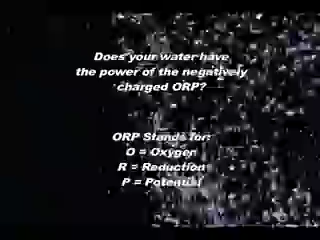 Does your water have
the power of the negatively
charged ORP?
ORP Stands for:
O = Oxygen
R = Reduction
P = Potential